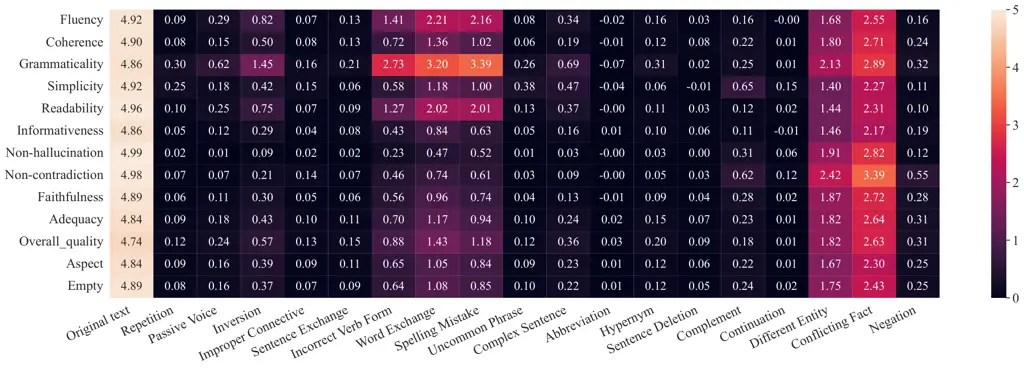 Fluency 4.92 0.09 0.29 0.82 0.07 0.13 1.41 2.21 2.16 0.08 0.34 -0.02 0.16 0.03 0.16 -0.00 1.68 2.55 0.16
Coherence 4.90 0.08 0.15 0.50 0.08 0.13 0.72 1.36 1.02 0.06 0.19 -0.01 0.12 0.08 0.22 0.01 1.80 2.71 0.24
Grammaticality 4.86 0.30 0.62 1.45 0.16 0.21 2.73 3.20 3.39 0.26 0.69 -0.07 0.31 0.02 0.25 0.01 2.13 2.89 0.32
Simplicity 4.92 0.25 0.18 0.42 0.15 0.06 0.58 1.18 1.00 0.38 0.47 -0.04 0.06 -0.01 0.65 0.15 1.40 2.27 0.11
Readability 4.96 0.10 0.25 0.75 0.07 0.09 1.27 2.02 2.01 0.13 0.37 -0.00 0.11 0.03 0.12 0.02 1.44 2.31 0.10
Informativeness 4.86 0.05 0.12 0.29 0.04 0.08 0.43 0.84 0.63 0.05 0.16 0.01 0.10 0.06 0.11 -0.01 1.46 2.17 0.19
Non-hallucination 4.99 0.02 0.01 0.09 0.02 0.02 0.23 0.47 0.52 0.01 0.03 -0.00 0.03 0.00 0.31 0.06 1.91 2.82 0.12
Non-contradiction 4.98 0.07 0.07 0.21 0.14 0.07 0.46 0.74 0.61 0.03 0.09 -0.00 0.05 0.03 0.62 0.12 2.42 3.39 0.55
Faithfulness 4.89 0.05 0.11 0.30 0.05 0.06 0.56 0.96 0.74 0.04 0.13 -0.01 0.09 0.04 0.28 0.02 1.87 2.72 0.28
Adequacy 4.84 0.09 0.18 0.43 0.10 0.11 0.70 1.17 0.94 0.10 0.24 0.02 0.15 0.07 0.23 0.01 1.82 2.64 0.31
Overall_quality 4.74 0.12 0.24 0.57 0.13 0.15 0.88 1.43 1.18 0.12 0.36 0.03 0.20 0.09 0.18 0.01 1.82 2.63 0.31
Aspect 4.84 0.09 0.16 0.39 0.09 0.11 0.65 1.05 0.84 0.09 0.23 0.01 0.12 0.06 0.22 0.01 1.67 2.30 0.25
Empty 4.89 0.08 0.16 0.37 0.07 0.09 0.64 1.08 0.85 0.10 0.22 0.01 0.12 0.05 0.24 0.02 1.75 2.43 0.25
Original text
Repetition
Passive Voice
Inversion
Improper Connective
Sentence Exchange
Incorrect Verb Form
Word Exchange
Spelling Mistake
Uncommon Phrase
Complex Sentence
Abbreviation
Hypernym
Sentence Deletion
Complement
Continuation
Different Entity
Conflicting Fact
Negation
5
4
3
2
1
0